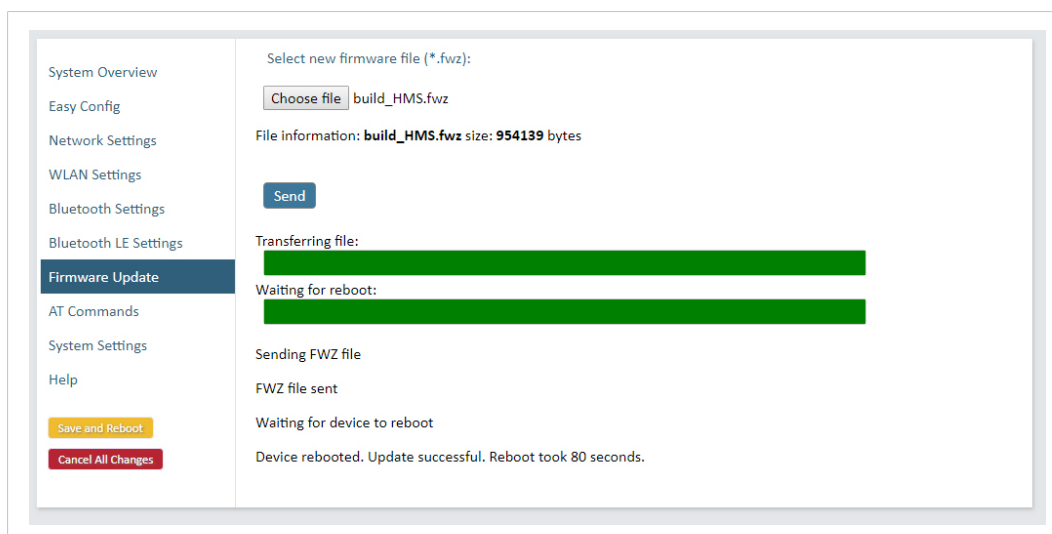 System Overview
Easy Config
Network Settings
WLAN Settings
Bluetooth Settings
Bluetooth LE Settings
Firmware Update
AT Commands
System Settings
Help
Save and Reboot
Cancel All Changes
Select new firmware file (*.fwz):
Choose file build_HMS.fwz
File information: build_HMS.fwz size: 954139 bytes
Send
Transferring file:
Waiting for reboot:
Sending FWZ file
FWZ file sent
Waiting for device to reboot
Device rebooted. Update successful. Reboot took 80 seconds.